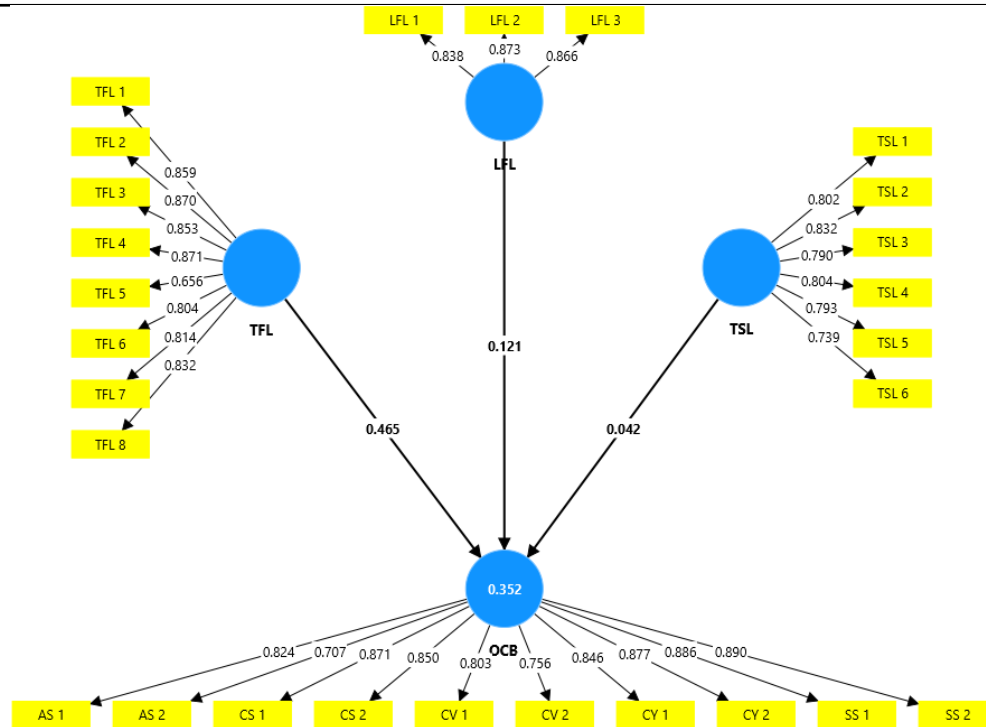 LFL 1 LFL 2 LFL 3
0.838 0.873 0.866
LFL
TFL 1
TFL 2
TFL 3
TFL 4
TFL 5
TFL 6
TFL 7
TFL 8
0.859
0.870
0.853
0.871
0.656
0.804
0.814
0.832
TFL
TSL 1
TSL 2
TSL 3
TSL 4
TSL 5
TSL 6
0.802
0.832
0.790
0.804
0.793
0.739
TSL
0.121
0.465
0.042
0.352
OCB
0.824 0.707 0.871 0.850 0.803 0.756 0.846 0.877 0.886 0.890
AS 1 AS 2 CS 1 CS 2 CV 1 CV 2 CY 1 CY 2 SS 1 SS 2